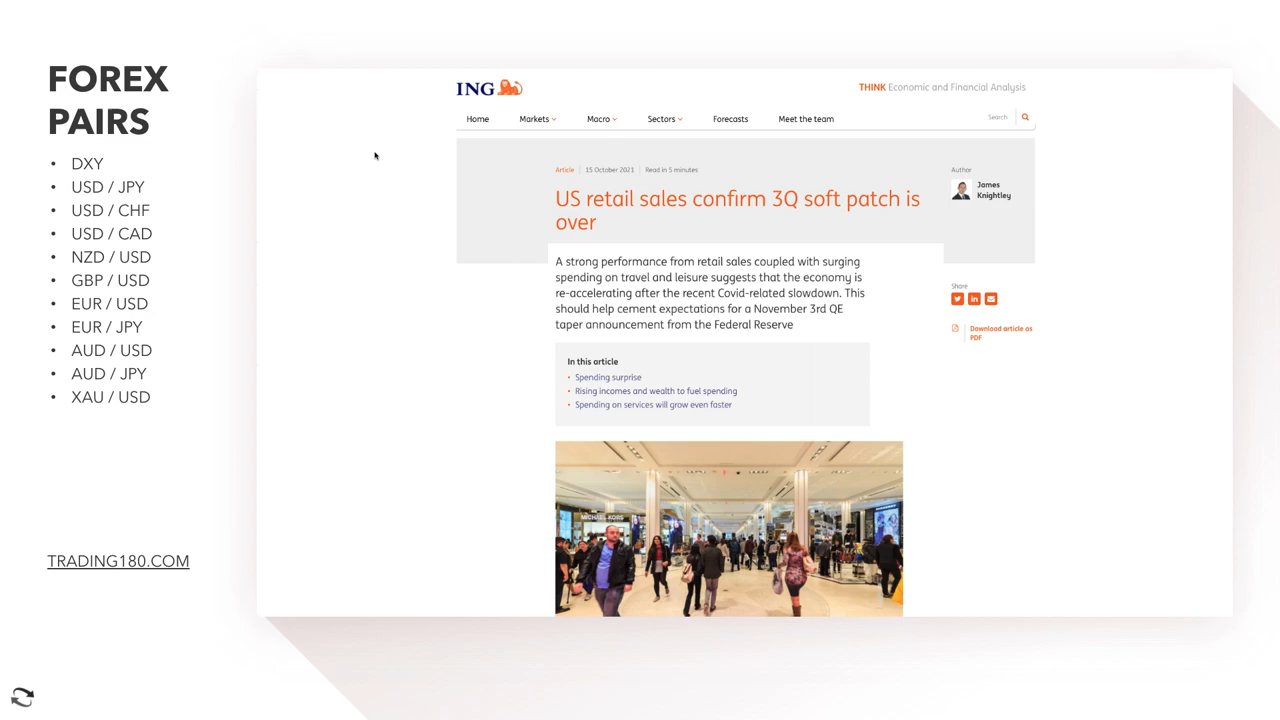 FOREX
PAIRS
• DXY
• USD / JPY
• USD / CHF
• USD / CAD
• NZD / USD
• GBP / USD
• EUR / USD
• EUR / JPY
• AUD / USD
• AUD / JPY
• XAU / USD
TRADING180.COM
ING
THINK Economic and Financial Analysis
Home Markets Macro Sectors Forecasts Meet the team Search
Article | 15 October 2021 | Read in 5 minutes
US retail sales confirm 3Q soft patch is
over
Author
James
Knightley
A strong performance from retail sales coupled with surging
spending on travel and leisure suggests that the economy is
re-accelerating after the recent Covid-related slowdown. This
should help cement expectations for a November 3rd QE
taper announcement from the Federal Reserve
Share
Download article as
PDF
In this article
• Spending surprise
• Rising incomes and wealth to fuel spending
• Spending on services will grow even faster
MICHAEL KORS